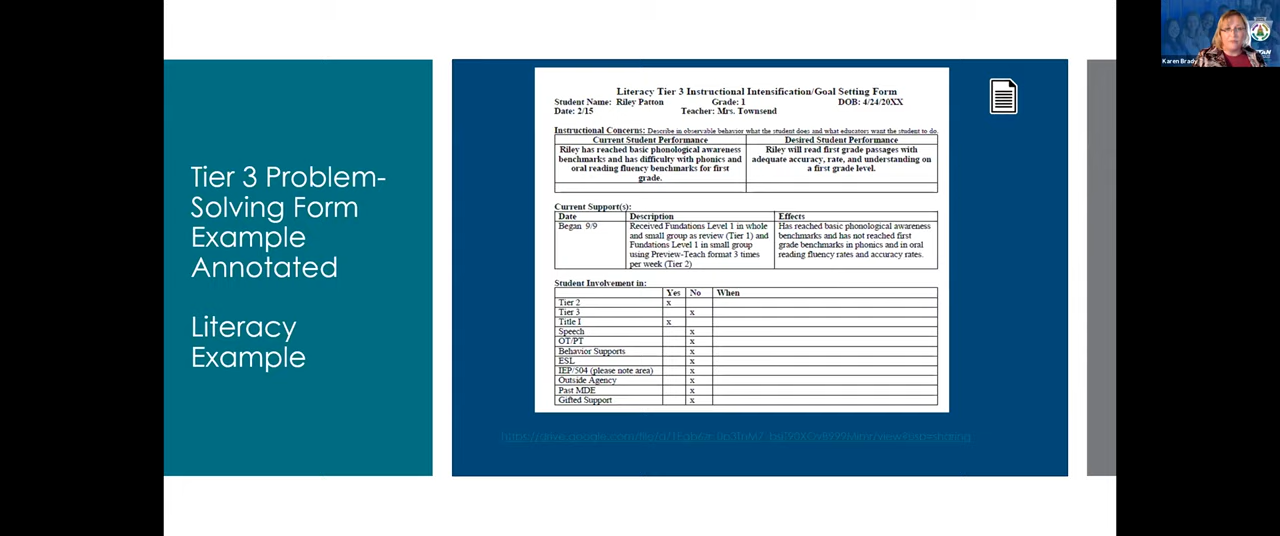 Tier 3 Problem-
Solving Form
Example
Annotated
Literacy
Example
Literacy Tier 3 Instructional Intensification/Goal Setting Form
Student Name: Riley Patton Grade: 1 DOB: 4/24/20XX
Date: 2/15 Teacher: Mrs. Townsend
Instructional Concerns: Describe in observable behavior what the student does and what educators want the student to do.
Current Student Performance
Riley has reached basic phonological awareness
benchmarks and has difficulty with phonics and
oral reading fluency benchmarks for first
grade.
Desired Student Performance
Riley will read first grade passages with
adequate accuracy, rate, and understanding on
a first grade level.
Current Support(s):
Date Description Effects
Began 9/9
Received Fundations Level 1 in whole
and small group as review (Tier 1) and
Fundations Level 1 in small group
using Preview-Teach format 3 times
per week (Tier 2)
Has reached basic phonological awareness
benchmarks and has not reached first
grade benchmarks in phonics and in oral
reading fluency rates and accuracy rates.
Student Involvement in:
Yes No When
Tier 2 x
Tier 3 x
Title I x
Speech x
OT/PT x
Behavior Supports x
ESL x
IEP/504 (please note area) x
Outside Agency x
Past MDE x
Gifted Support x
Karen Brady